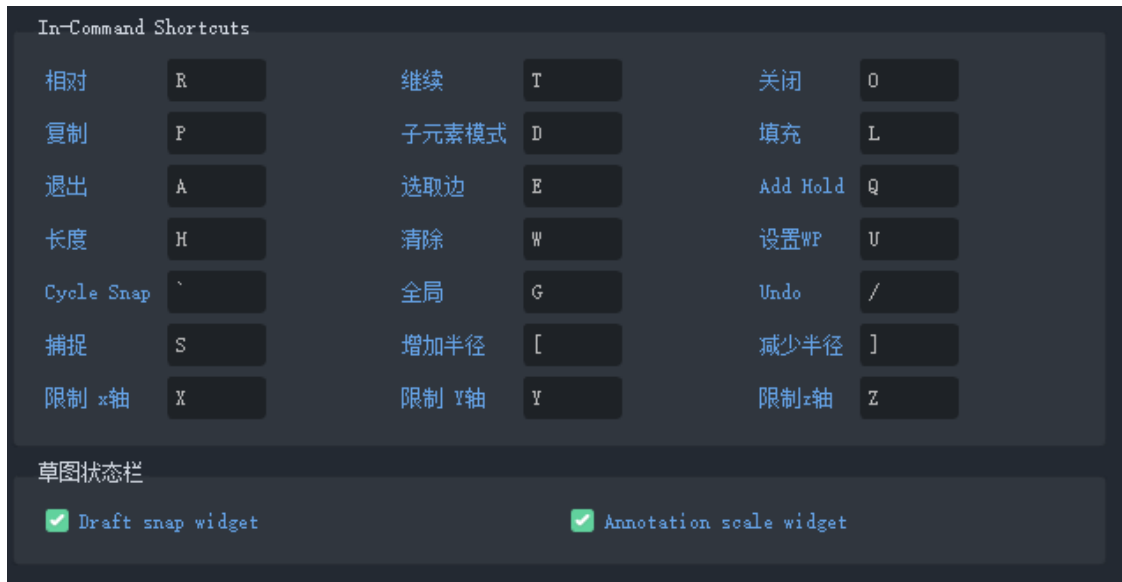 In-Command Shortcuts
相对 R 继续 T 关闭 O
复制 P 子元素模式 D 填充 L
退出 A 选取边 E Add Hold Q
长度 H 清除 W 设置WP U
Cycle Snap ` 全局 G Undo /
捕捉 S 增加半径 [ 减少半径 ]
限制 x轴 X 限制 Y轴 Y 限制z轴 Z
草图状态栏
Draft snap widget Annotation scale widget